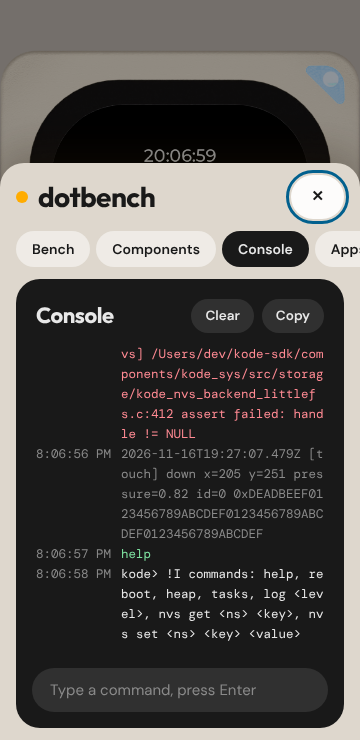 20:06:59
dotbench
×
Bench Components Console Apps
Console Clear Copy
vs] /Users/dev/kode-sdk/com
ponents/kode_sys/src/storag
e/kode_nvs_backend_littlef
s.c:412 assert failed: hand
le != NULL
8:06:56 PM 2026-11-16T19:27:07.479Z [t
ouch] down x=205 y=251 pres
sure=0.82 id=0 0xDEADBEEF01
23456789ABCDEF0123456789ABC
DEF0123456789ABCDEF
8:06:57 PM help
8:06:58 PM kode> !I commands: help, re
boot, heap, tasks, log <lev
el>, nvs get <ns> <key>, nv
s set <ns> <key> <value>
Type a command, press Enter